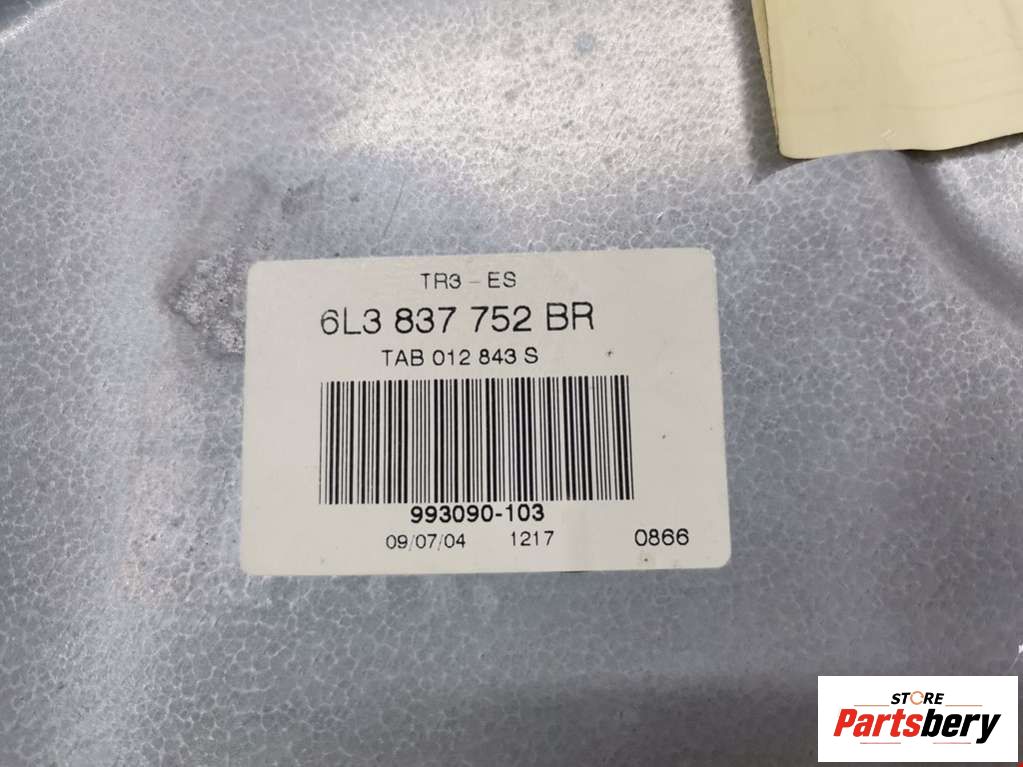 TR3 - ES
6L3 837 752 BR
TAB 012 843 S
993090-103
09/07/04 1217 0866
STORE
Partsbery